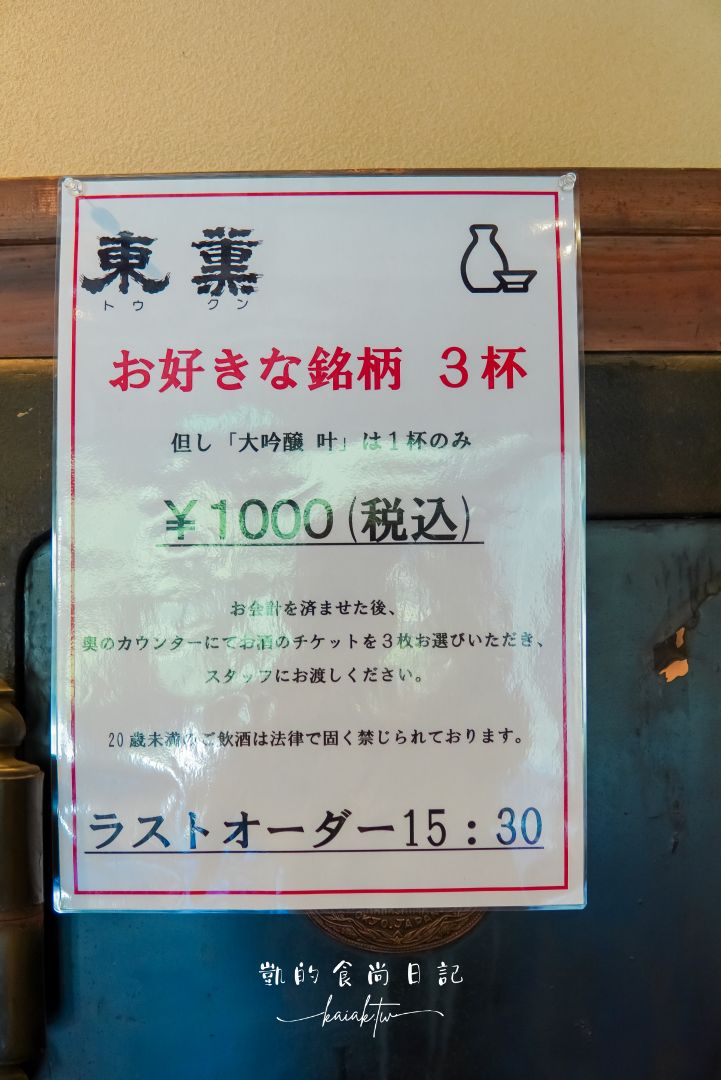 東薫
トウクン
お好きな銘柄 3杯
但し「大吟醸 叶」は1杯のみ
￥1000(税込)
お会計を済ませた後、
奥のカウンターにてお酒のチケットを3枚お選びいただき、
スタッフにお渡しください。
20歳未満のご飲酒は法律で固く禁じられております。
ラストオーダー15：30
TOKYO, JAPAN
凱的食尚日記
kaiak.tw